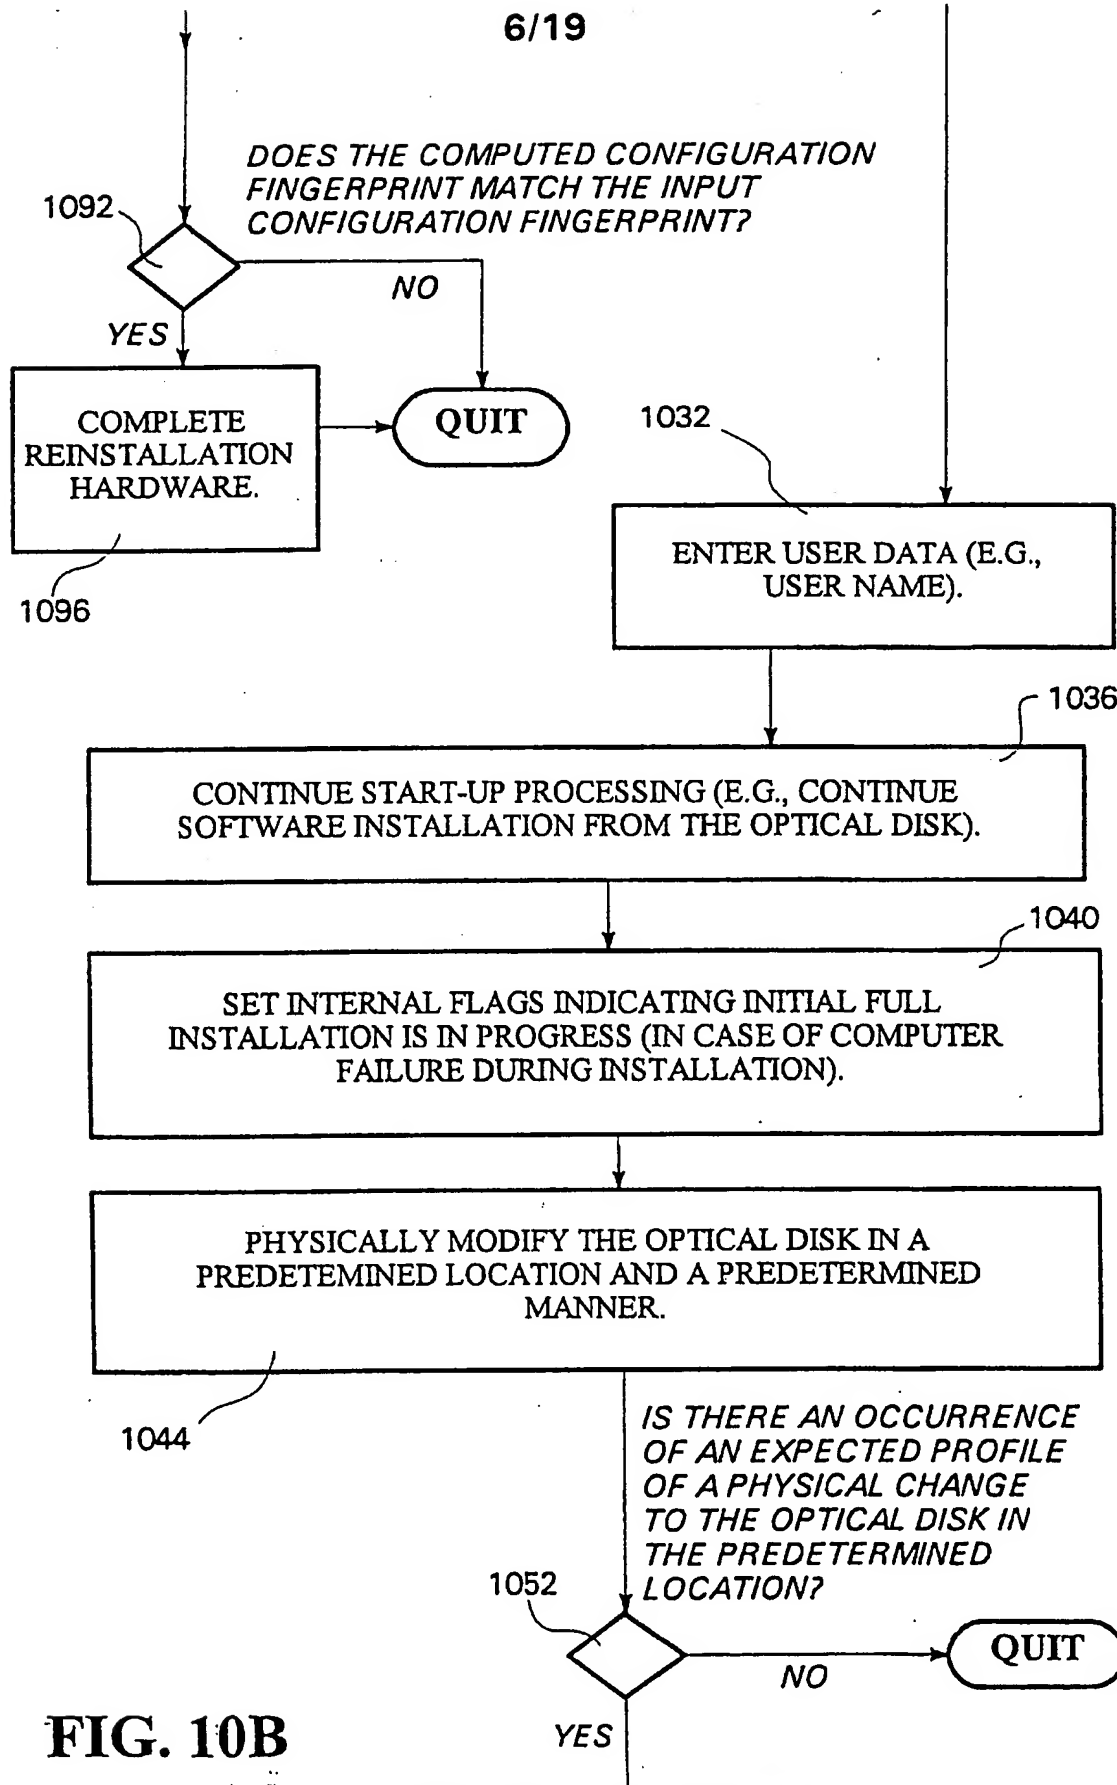 6/19
DOES THE COMPUTED CONFIGURATION
FINGERPRINT MATCH THE INPUT
CONFIGURATION FINGERPRINT?
1092
NO
YES
COMPLETE
REINSTALLATION
HARDWARE.
QUIT
1096
1032
ENTER USER DATA (E.G.,
USER NAME).
1036
CONTINUE START-UP PROCESSING (E.G., CONTINUE
SOFTWARE INSTALLATION FROM THE OPTICAL DISK).
1040
SET INTERNAL FLAGS INDICATING INITIAL FULL
INSTALLATION IS IN PROGRESS (IN CASE OF COMPUTER
FAILURE DURING INSTALLATION).
PHYSICALLY MODIFY THE OPTICAL DISK IN A
PREDETEMINED LOCATION AND A PREDETERMINED
MANNER.
1044
IS THERE AN OCCURRENCE
OF AN EXPECTED PROFILE
OF A PHYSICAL CHANGE
TO THE OPTICAL DISK IN
THE PREDETERMINED
LOCATION?
1052
NO
QUIT
YES
FIG. 10B